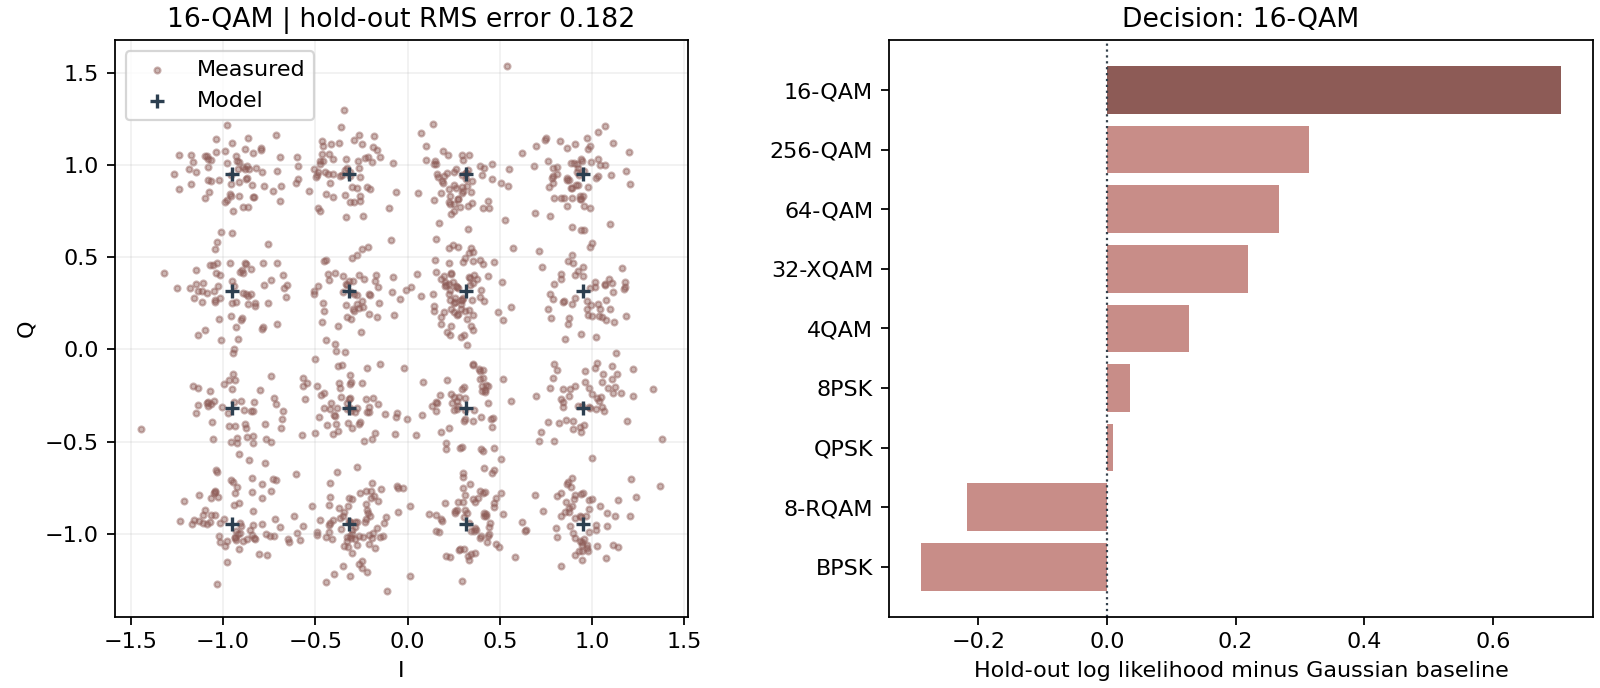 16-QAM | hold-out RMS error 0.182
Measured
Model
1.5
1.0
0.5
0.0
−0.5
−1.0
Q
−1.5
−1.0
−0.5
0.0
0.5
1.0
1.5
I
Decision: 16-QAM
16-QAM
256-QAM
64-QAM
32-XQAM
4QAM
8PSK
QPSK
8-RQAM
BPSK
−0.2
0.0
0.2
0.4
0.6
Hold-out log likelihood minus Gaussian baseline